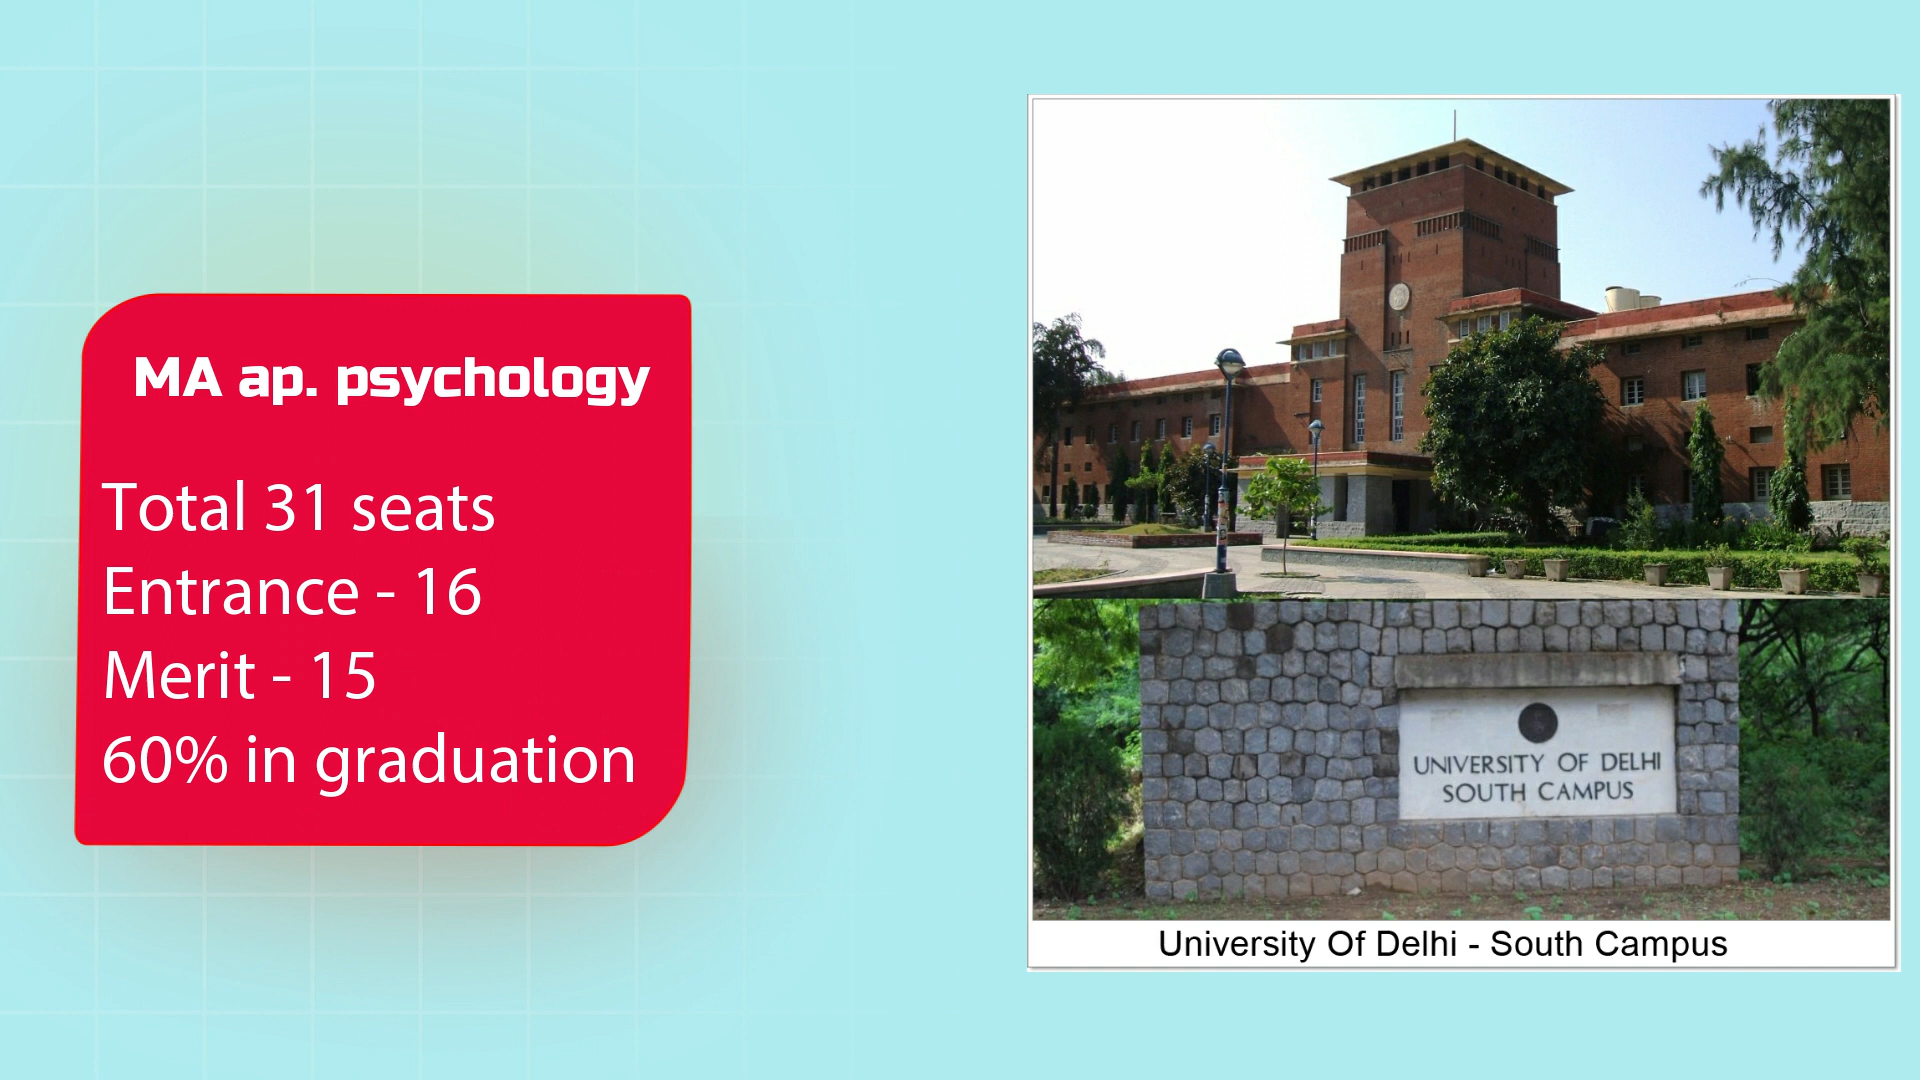 MA ap. psychology
Total 31 seats
Entrance - 16
Merit - 15
60% in graduation
UNIVERSITY OF DELHI
SOUTH CAMPUS
University Of Delhi - South Campus